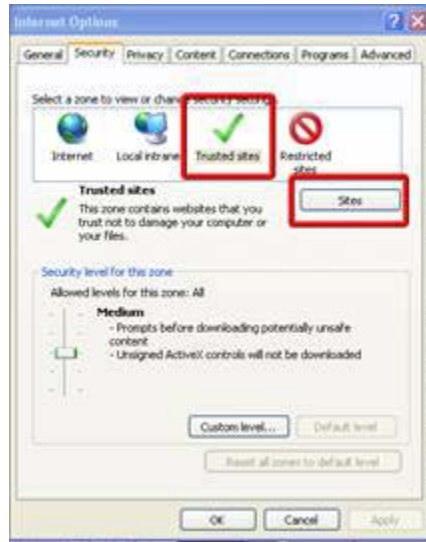 Internet Options
General Security Privacy Content Connections Programs Advanced
Select a zone to view or change security settings.
Internet
Local intranet
Trusted sites
Restricted
sites
Trusted sites
This zone contains websites that you
trust not to damage your computer or
your files.
Sites
Security level for this zone
Allowed levels for this zone: All
Medium
- Prompts before downloading potentially unsafe
content
- Unsigned ActiveX controls will not be downloaded
Custom level...
Default level
Reset all zones to default level
OK
Cancel
Apply